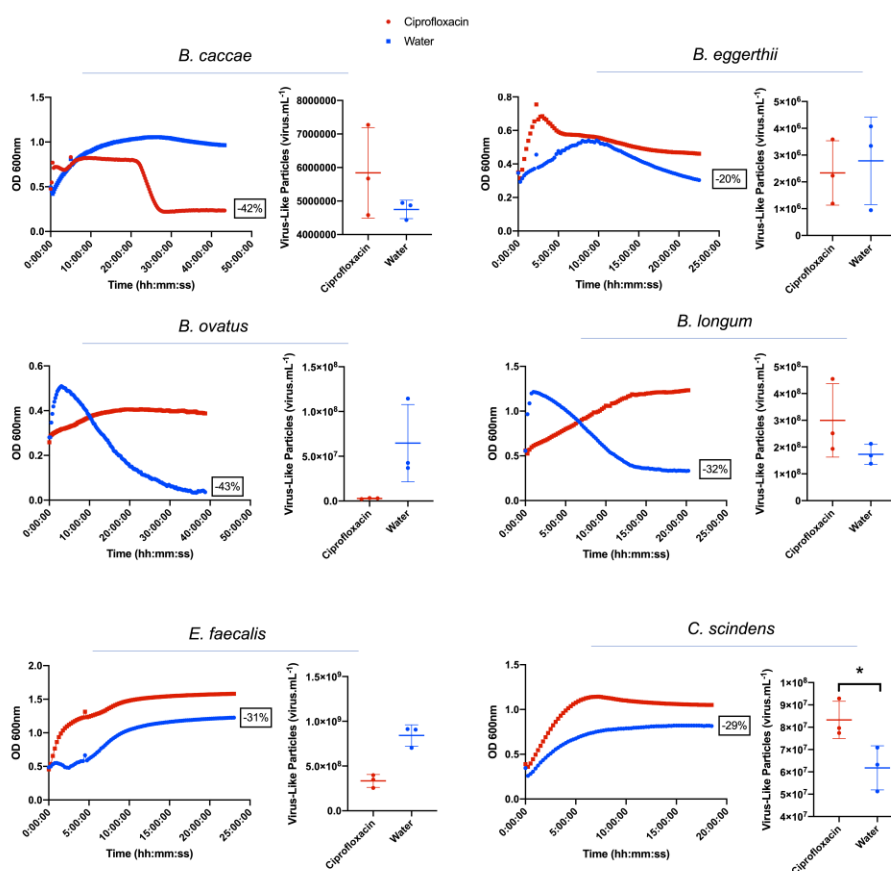 Ciprofloxacin
Water
B. caccae
OD 600nm
1.5
1.0
0.5
0.0
0:00:00
10:00:00
20:00:00
30:00:00
40:00:00
50:00:00
Time (hh:mm:ss)
-42%
Virus-Like Particles (virus.mL⁻¹)
8000000
7000000
6000000
5000000
4000000
Ciprofloxacin
Water
B. eggerthii
OD 600nm
0.8
0.6
0.4
0.2
0.0
0:00:00
5:00:00
10:00:00
15:00:00
20:00:00
25:00:00
Time (hh:mm:ss)
-20%
Virus-Like Particles (virus.mL⁻¹)
5×10⁶
4×10⁶
3×10⁶
2×10⁶
1×10⁶
0
Ciprofloxacin
Water
B. ovatus
OD 600nm
0.6
0.4
0.2
0.0
0:00:00
10:00:00
20:00:00
30:00:00
40:00:00
50:00:00
Time (hh:mm:ss)
-43%
Virus-Like Particles (virus.mL⁻¹)
1.5×10⁸
1.0×10⁸
5.0×10⁷
0.0
Ciprofloxacin
Water
B. longum
OD 600nm
1.5
1.0
0.5
0.0
0:00:00
5:00:00
10:00:00
15:00:00
20:00:00
25:00:00
Time (hh:mm:ss)
-32%
Virus-Like Particles (virus.mL⁻¹)
5×10⁸
4×10⁸
3×10⁸
2×10⁸
1×10⁸
0
Ciprofloxacin
Water
E. faecalis
OD 600nm
2.0
1.5
1.0
0.5
0.0
0:00:00
5:00:00
10:00:00
15:00:00
20:00:00
25:00:00
Time (hh:mm:ss)
-31%
Virus-Like Particles (virus.mL⁻¹)
1.5×10⁹
1.0×10⁹
5.0×10⁸
0.0
Ciprofloxacin
Water
C. scindens
OD 600nm
1.5
1.0
0.5
0.0
0:00:00
5:00:00
10:00:00
15:00:00
20:00:00
Time (hh:mm:ss)
-29%
Virus-Like Particles (virus.mL⁻¹)
1×10⁸
9×10⁷
8×10⁷
7×10⁷
6×10⁷
5×10⁷
4×10⁷
*
Ciprofloxacin
Water